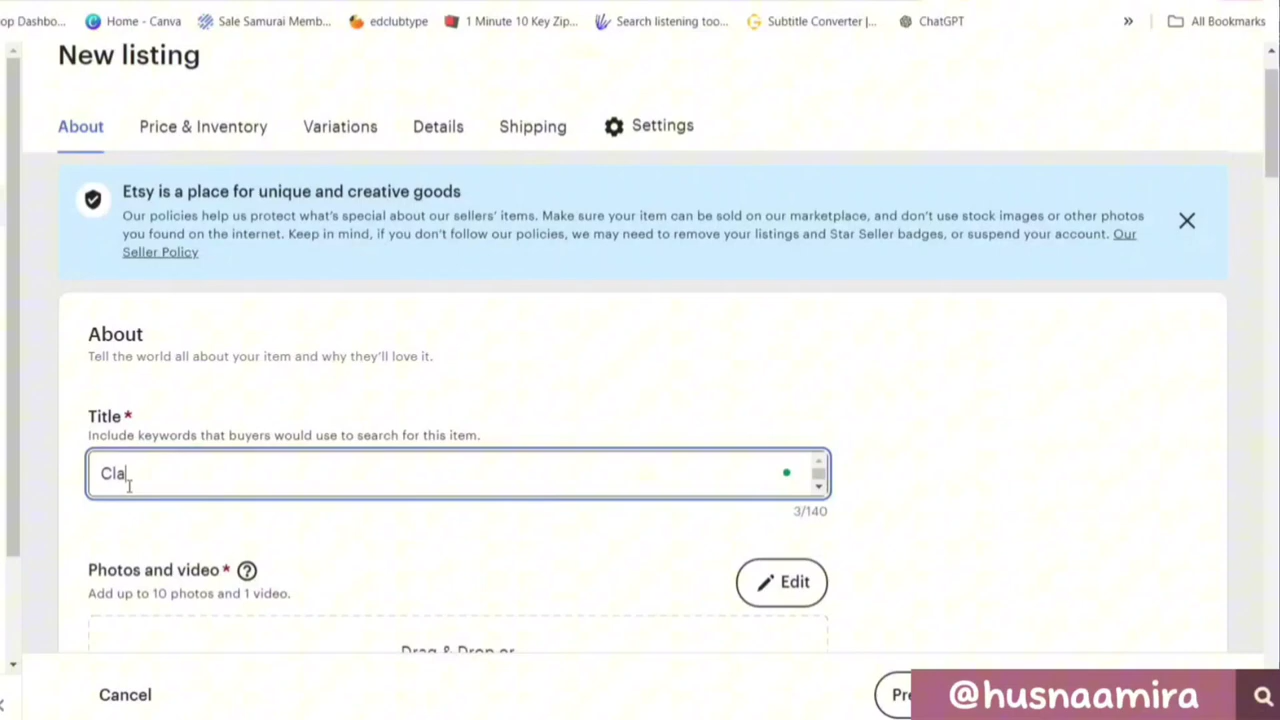 op Dashbo...
Home - Canva
Sale Samurai Memb...
edclubtype
1 Minute 10 Key Zip...
Search listening too...
Subtitle Converter |...
ChatGPT
»
All Bookmarks
New listing
About
Price & Inventory
Variations
Details
Shipping
Settings
Etsy is a place for unique and creative goods
Our policies help us protect what's special about our sellers' items. Make sure your item can be sold on our marketplace, and don't use stock images or other photos
you found on the internet. Keep in mind, if you don't follow our policies, we may need to remove your listings and Star Seller badges, or suspend your account. Our
Seller Policy
About
Tell the world all about your item and why they'll love it.
Title*
Include keywords that buyers would use to search for this item.
Cla
3/140
Photos and video*
Add up to 10 photos and 1 video.
Edit
Drag & Drop or
Cancel
Pre
@husnaamira